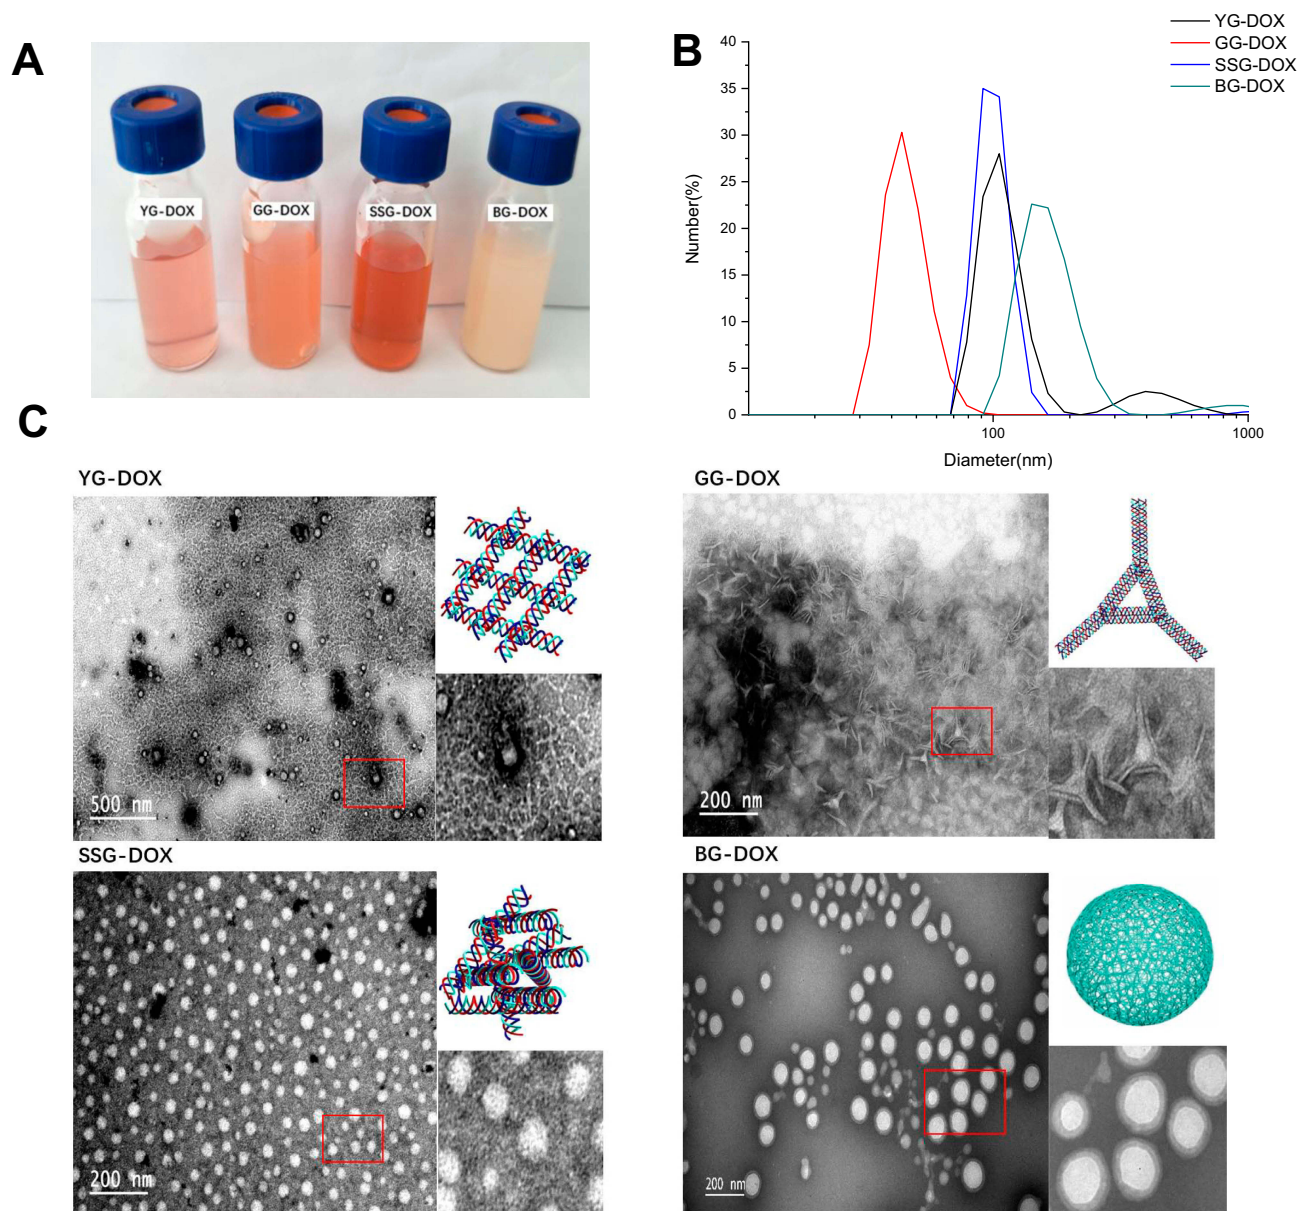 A
YG-DOX
GG-DOX
SSG-DOX
BG-DOX
B
YG-DOX
GG-DOX
SSG-DOX
BG-DOX
40
35
30
25
20
15
10
5
0
Number(%)
100
1000
Diameter(nm)
C
YG-DOX
500 nm
GG-DOX
200 nm
SSG-DOX
200 nm
BG-DOX
200 nm